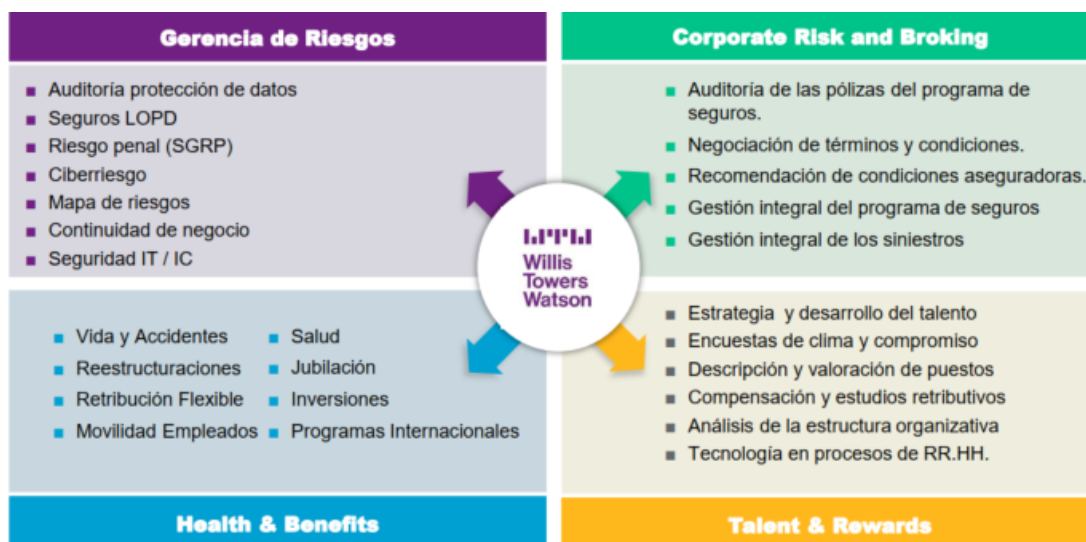 Gerencia de Riesgos
Auditoría protección de datos
Seguros LOPD
Riesgo penal (SGRP)
Ciberriesgo
Mapa de riesgos
Continuidad de negocio
Seguridad IT / IC
Corporate Risk and Broking
Auditoría de las pólizas del programa de
seguros.
Negociación de términos y condiciones.
Recomendación de condiciones aseguradoras.
Gestión integral del programa de seguros
Gestión integral de los siniestros
Willis
Towers
Watson
Vida y Accidentes
Reestructuraciones
Retribución Flexible
Movilidad Empleados
Salud
Jubilación
Inversiones
Programas Internacionales
Health & Benefits
Estrategia y desarrollo del talento
Encuestas de clima y compromiso
Descripción y valoración de puestos
Compensación y estudios retributivos
Análisis de la estructura organizativa
Tecnología en procesos de RR.HH.
Talent & Rewards